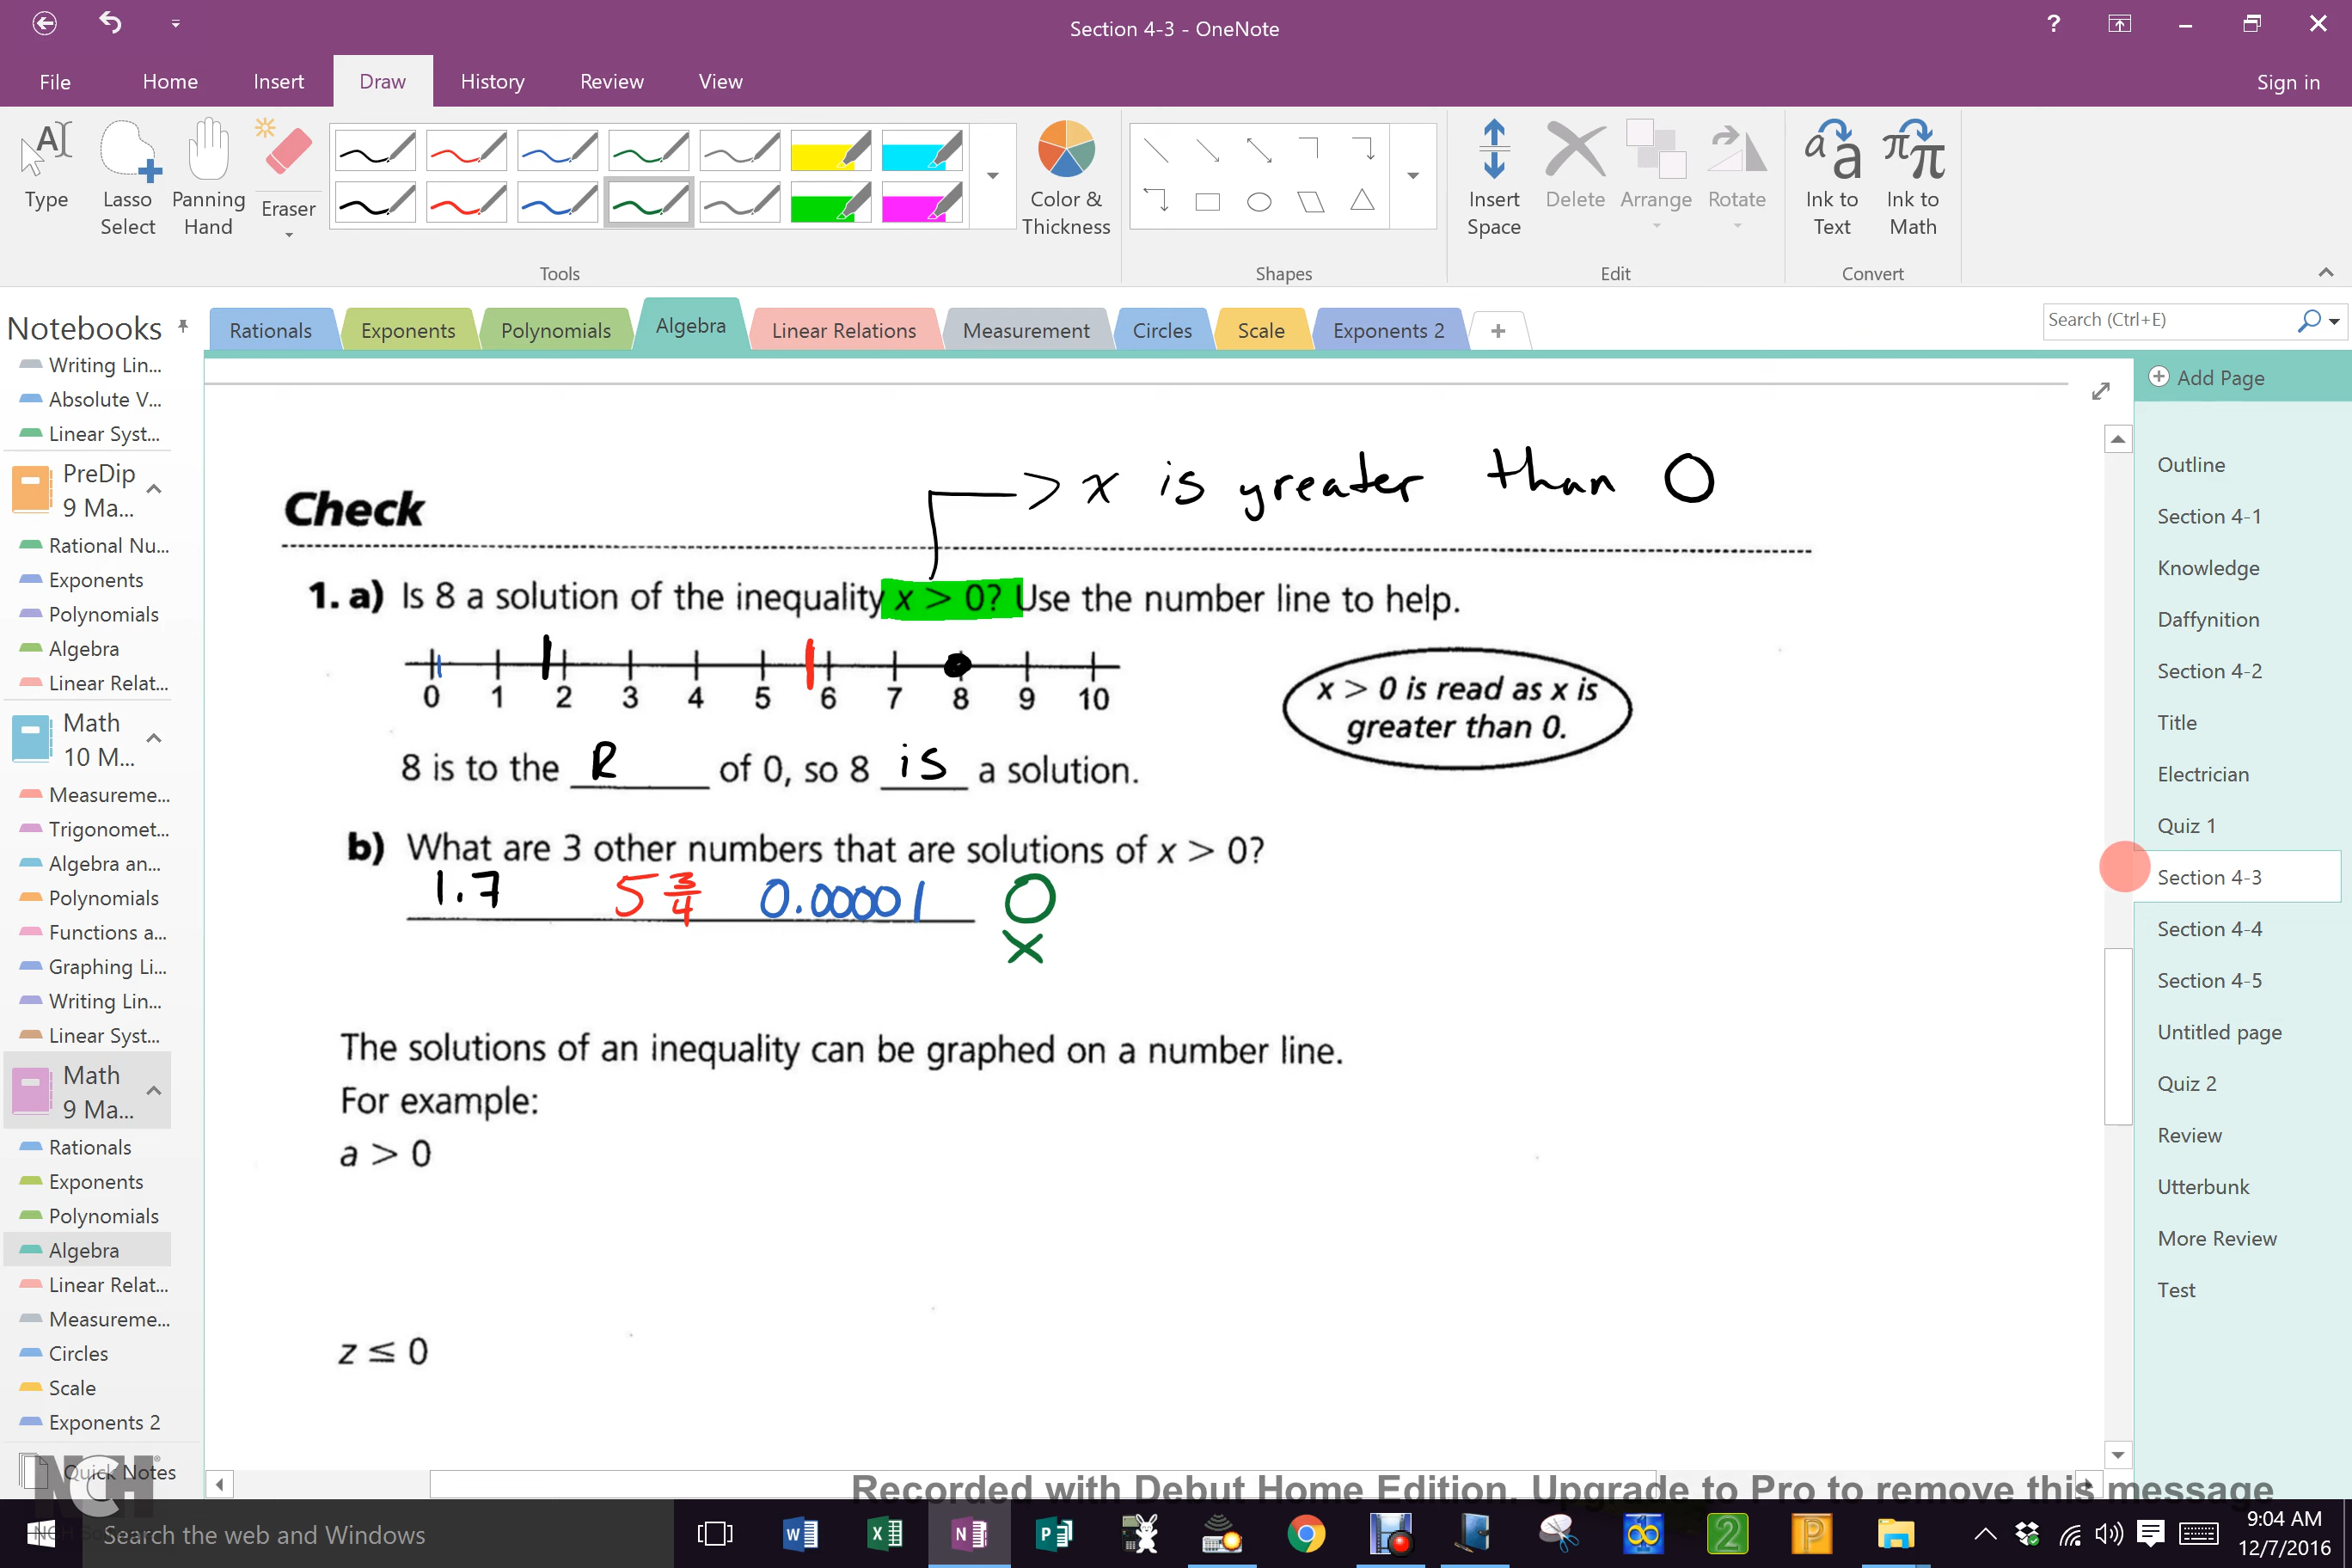 Section 4-3 - OneNote
File Home Insert Draw History Review View Sign in
Type
Lasso Select
Panning Hand
Eraser
Color & Thickness
Insert Space
Delete
Arrange
Rotate
Ink to Text
Ink to Math
Tools Shapes Edit Convert
Notebooks
Rationals Exponents Polynomials Algebra Linear Relations Measurement Circles Scale Exponents 2
Search (Ctrl+E)
Writing Lin...
Absolute V...
Linear Syst...
PreDip
9 Ma...
Rational Nu...
Exponents
Polynomials
Algebra
Linear Relat...
Math
10 M...
Measureme...
Trigonomet...
Algebra an...
Polynomials
Functions a...
Graphing Li...
Writing Lin...
Linear Syst...
Math
9 Ma...
Rationals
Exponents
Polynomials
Algebra
Linear Relat...
Measureme...
Circles
Scale
Exponents 2
Quick Notes
> x is greater than 0
Check
1. a) Is 8 a solution of the inequality x > 0? Use the number line to help.
0 1 2 3 4 5 6 7 8 9 10
x > 0 is read as x is
greater than 0.
8 is to the R of 0, so 8 is a solution.
b) What are 3 other numbers that are solutions of x > 0?
1.7 5 3/4 0.00001 0
x
The solutions of an inequality can be graphed on a number line.
For example:
a > 0
z ≤ 0
Add Page
Outline
Section 4-1
Knowledge
Daffynition
Section 4-2
Title
Electrician
Quiz 1
Section 4-3
Section 4-4
Section 4-5
Untitled page
Quiz 2
Review
Utterbunk
More Review
Test
Recorded with Debut Home Edition. Upgrade to Pro to remove this message
NCH
Search the web and Windows
9:04 AM
12/7/2016